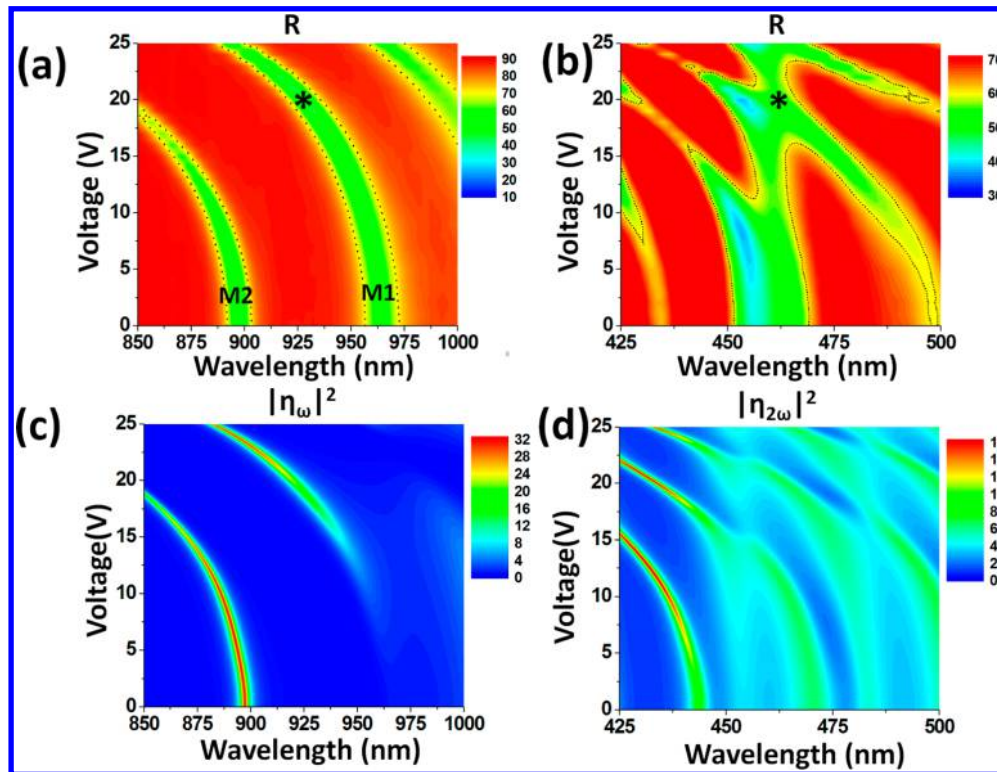 R R
(a) (b)
25 90 25 70
80
20 * 20 * 60
70
15 60 15
50 50
10 40 10
30 40
5 5
20
M2 M1
0 10 0 30
850 875 900 925 950 975 1000 425 450 475 500
Voltage (V) Voltage (V)
Wavelength (nm) Wavelength (nm)
|ηω|² |η2ω|²
(c) (d)
25 32 25
28
20 24 20
20
15 15
16
10 12 10
8 8
5 4 5
0 0 0 0
850 875 900 925 950 975 1000 425 450 475 500
Voltage(V) Voltage(V)
Wavelength (nm) Wavelength (nm)